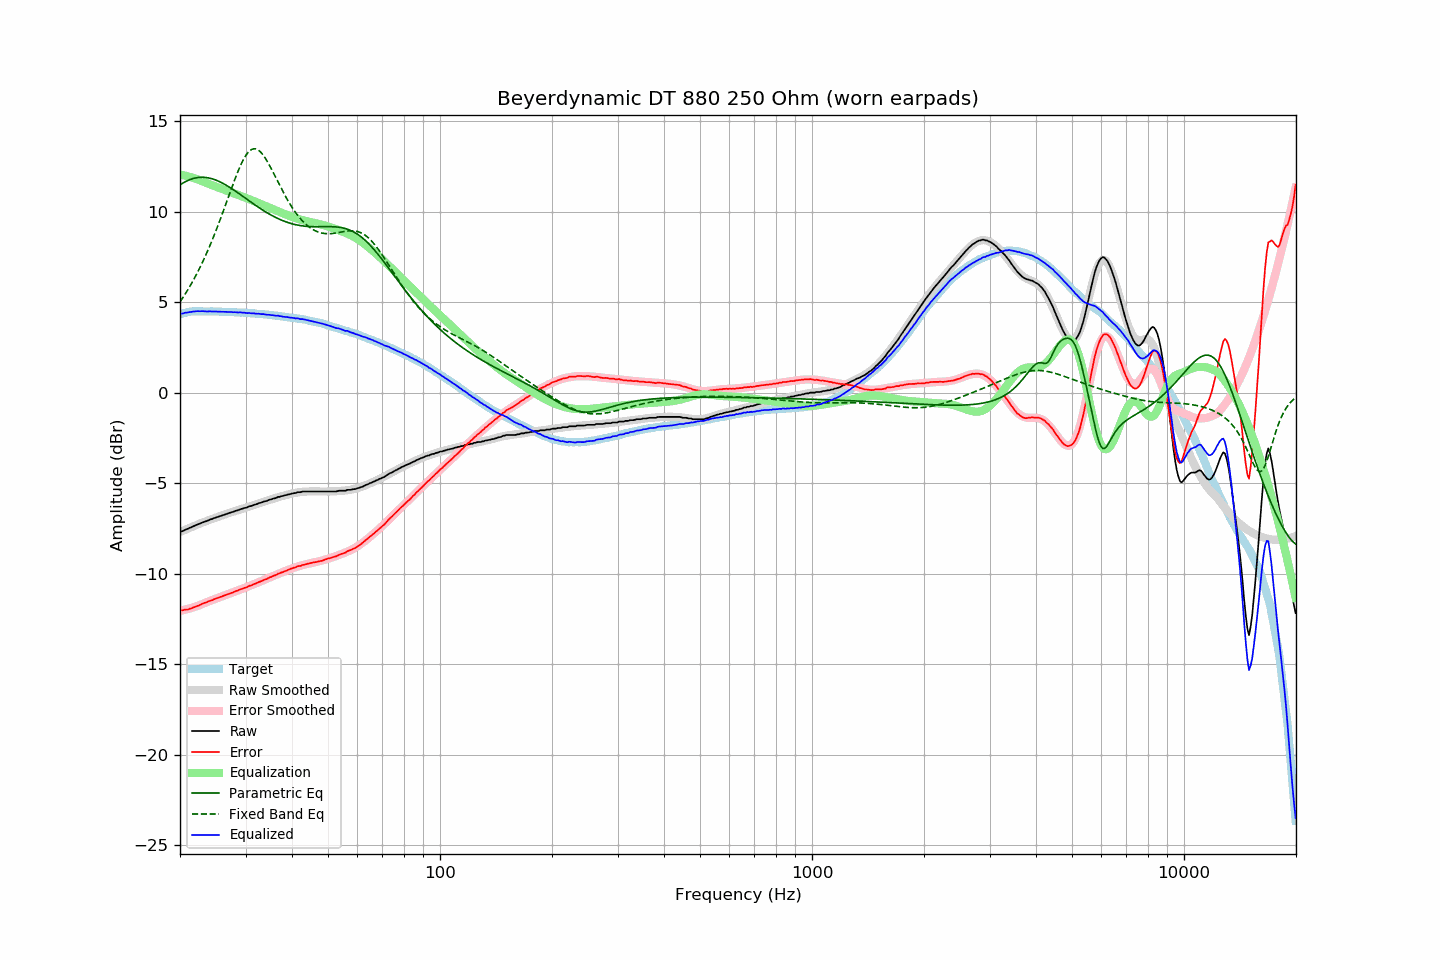 Beyerdynamic DT 880 250 Ohm (worn earpads)
15
10
5
0
−5
−10
−15
−20
−25
Amplitude (dBr)
Target
Raw Smoothed
Error Smoothed
Raw
Error
Equalization
Parametric Eq
Fixed Band Eq
Equalized
100
1000
10000
Frequency (Hz)